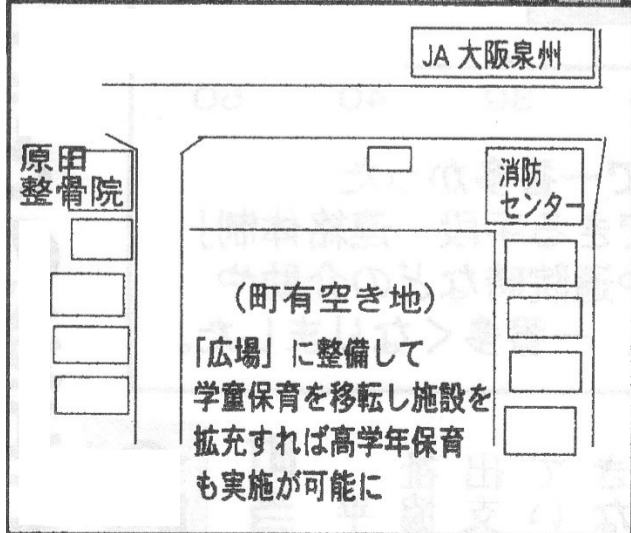 JA 大阪泉州
原田
整骨院
消防
センター
(町有空き地)
「広場」に整備して
学童保育を移転し施設を
拡充すれば高学年保育
も実施が可能に